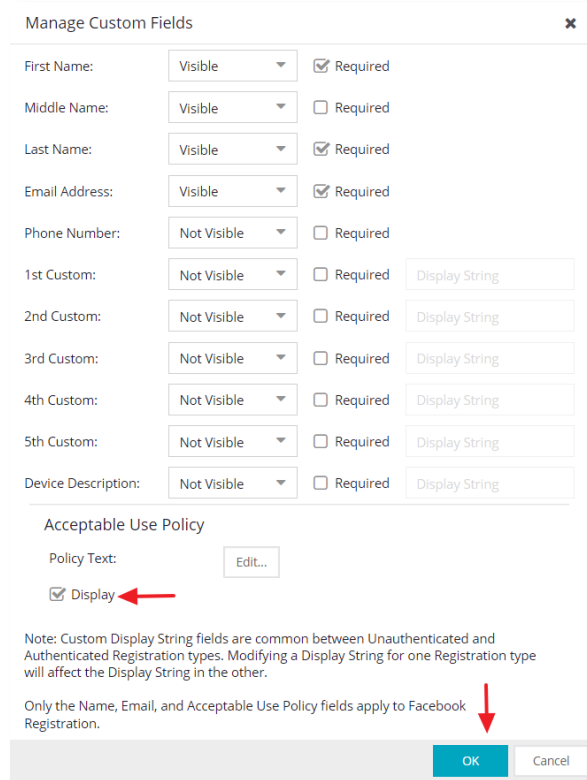 Manage Custom Fields
First Name: Visible Required
Middle Name: Visible Required
Last Name: Visible Required
Email Address: Visible Required
Phone Number: Not Visible Required
1st Custom: Not Visible Required Display String
2nd Custom: Not Visible Required Display String
3rd Custom: Not Visible Required Display String
4th Custom: Not Visible Required Display String
5th Custom: Not Visible Required Display String
Device Description: Not Visible Required Display String
Acceptable Use Policy
Policy Text: Edit...
Display
Note: Custom Display String fields are common between Unauthenticated and
Authenticated Registration types. Modifying a Display String for one Registration type
will affect the Display String in the other.
Only the Name, Email, and Acceptable Use Policy fields apply to Facebook
Registration.
OK Cancel